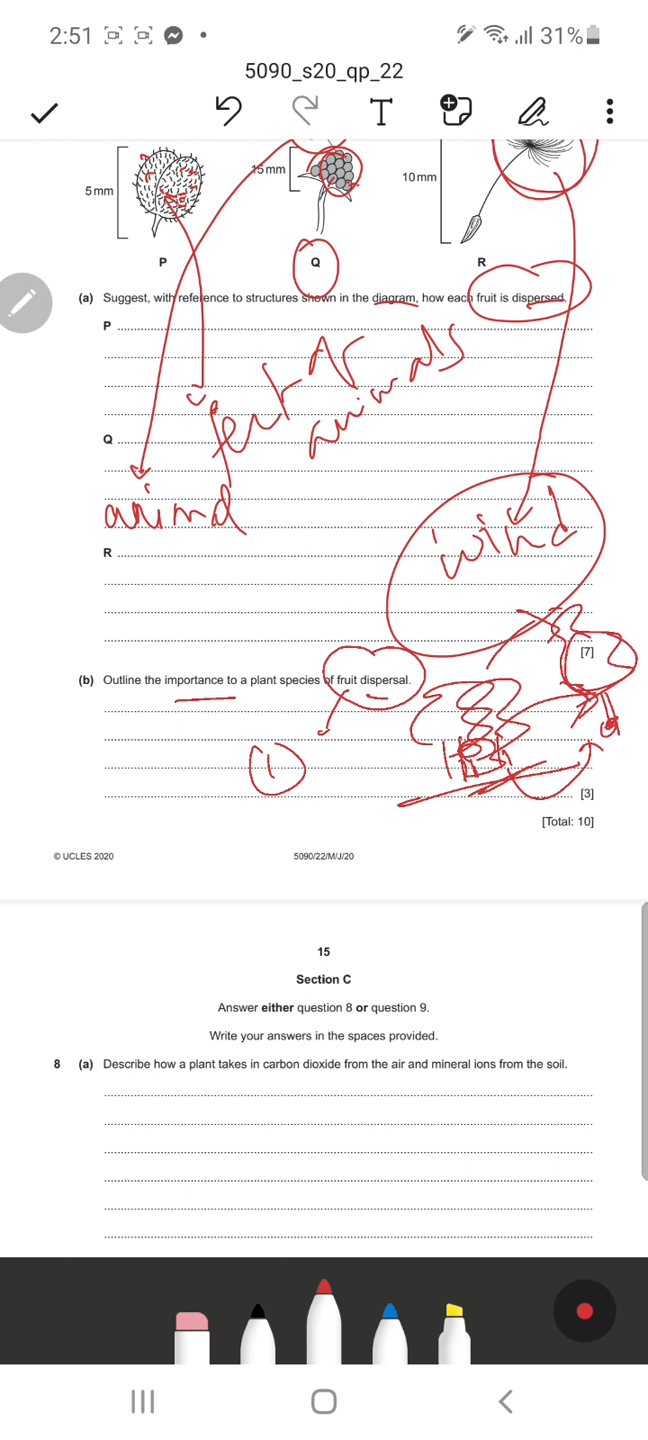 2:51 31%
5090_s20_qp_22
T
5 mm
15 mm
10 mm
P
Q
R
(a) Suggest, with reference to structures shown in the diagram, how each fruit is dispersed.
P
Q
animal
wind
R
[7]
(b) Outline the importance to a plant species of fruit dispersal.
1
[3]
[Total: 10]
© UCLES 2020 5090/22/M/J/20
15
Section C
Answer either question 8 or question 9.
Write your answers in the spaces provided.
8 (a) Describe how a plant takes in carbon dioxide from the air and mineral ions from the soil.